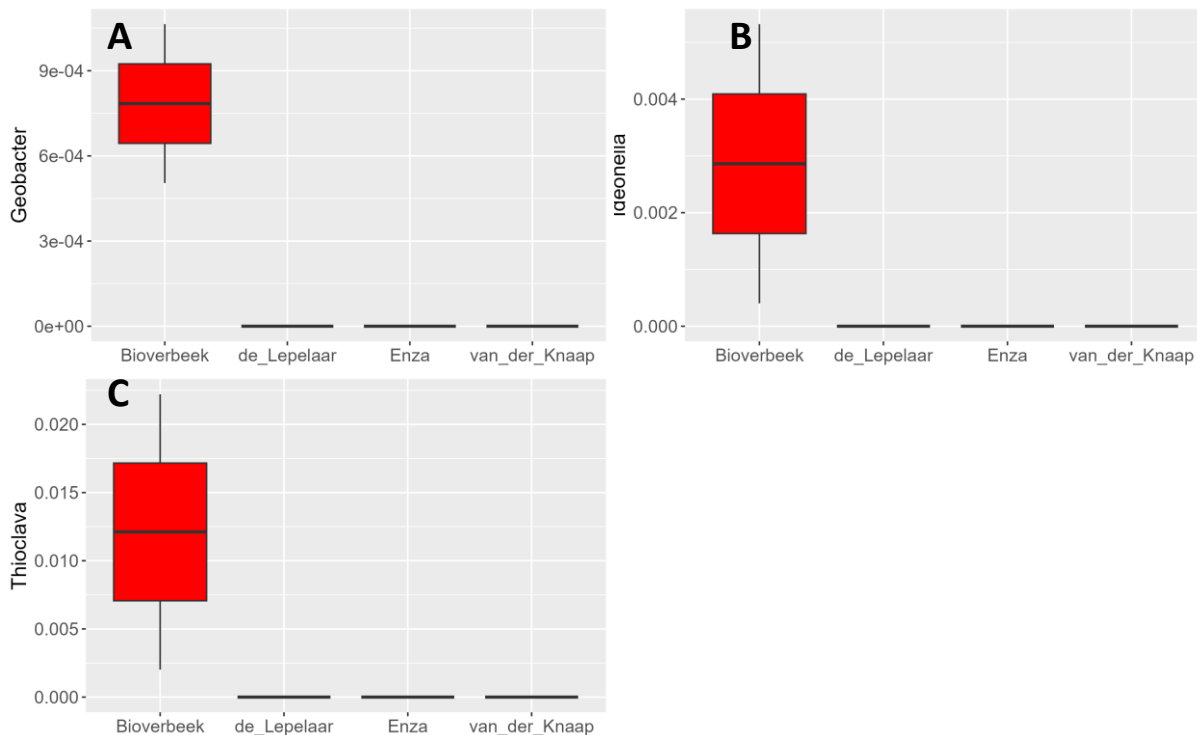 A
Geobacter
9e-04
6e-04
3e-04
0e+00
Bioverbeek de_Lepelaar Enza van_der_Knaap
B
Ideonella
0.004
0.002
0.000
Bioverbeek de_Lepelaar Enza van_der_Knaap
C
Thioclava
0.020
0.015
0.010
0.005
0.000
Bioverbeek de_Lepelaar Enza van_der_Knaap